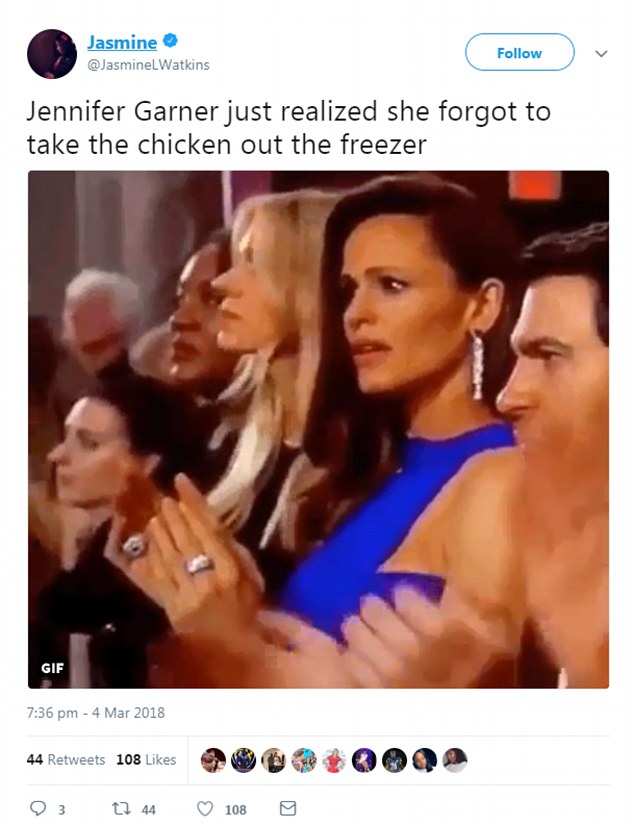 Jasmine
@JasmineLWatkins
Follow
Jennifer Garner just realized she forgot to
take the chicken out the freezer
GIF
7:36 pm - 4 Mar 2018
44 Retweets 108 Likes
3 44 108